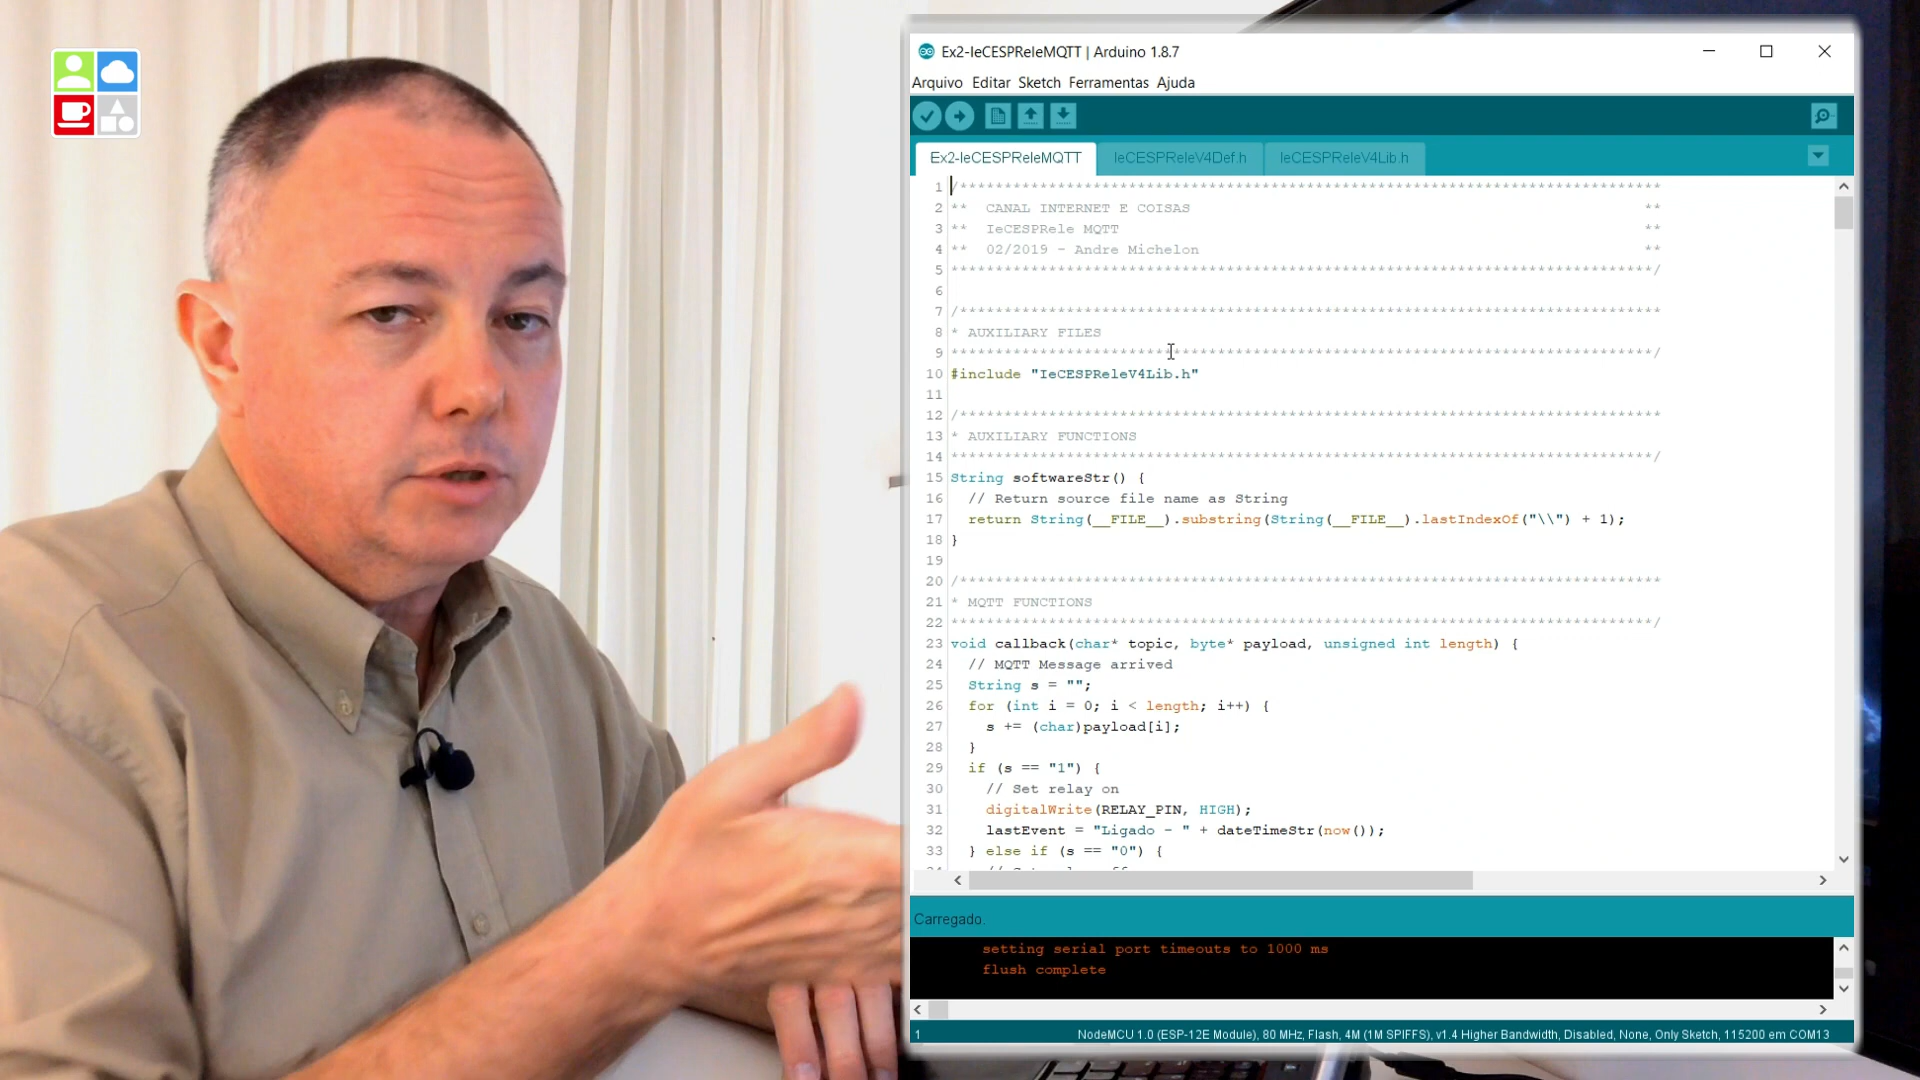 Ex2-IeCESPReleMQTT | Arduino 1.8.7
Arquivo Editar Sketch Ferramentas Ajuda
Ex2-IeCESPReleMQTT IeCESPReleV4Def.h IeCESPReleV4Lib.h
1 /*******************************************************************************
2 **  CANAL INTERNET E COISAS **
3 **  IeCESPRele MQTT **
4 **  02/2019 - Andre Michelon **
5 *******************************************************************************/
6
7 /*******************************************************************************
8 * AUXILIARY FILES
9 *******************************************************************************/
10 #include "IeCESPReleV4Lib.h"
11
12 /*******************************************************************************
13 * AUXILIARY FUNCTIONS
14 *******************************************************************************/
15 String softwareStr() {
16   // Return source file name as String
17   return String(__FILE__).substring(String(__FILE__).lastIndexOf("\\") + 1);
18 }
19
20 /*******************************************************************************
21 * MQTT FUNCTIONS
22 *******************************************************************************/
23 void callback(char* topic, byte* payload, unsigned int length) {
24   // MQTT Message arrived
25   String s = "";
26   for (int i = 0; i < length; i++) {
27     s += (char)payload[i];
28   }
29   if (s == "1") {
30     // Set relay on
31     digitalWrite(RELAY_PIN, HIGH);
32     lastEvent = "Ligado - " + dateTimeStr(now());
33   } else if (s == "0") {
Carregado.
setting serial port timeouts to 1000 ms
flush complete
1 NodeMCU 1.0 (ESP-12E Module), 80 MHz, Flash, 4M (1M SPIFFS), v1.4 Higher Bandwidth, Disabled, None, Only Sketch, 115200 em COM13